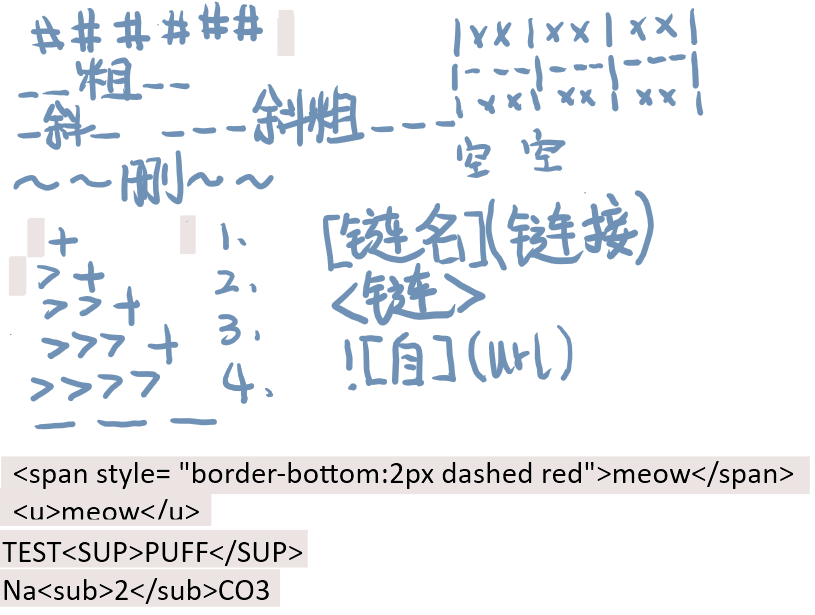 ######
__粗__
_斜_ ___斜粗___
~~删~~
|xx|xx|xx|
|---|---|---|
|xx|xx|xx|
空 空
+
>+
>>+
>>>+
>>>>
———
1、
2、
3、
4、
[链名](链接)
<链>
![自](url)
<span style= "border-bottom:2px dashed red">meow</span>
<u>meow</u>
TEST<SUP>PUFF</SUP>
Na<sub>2</sub>CO3